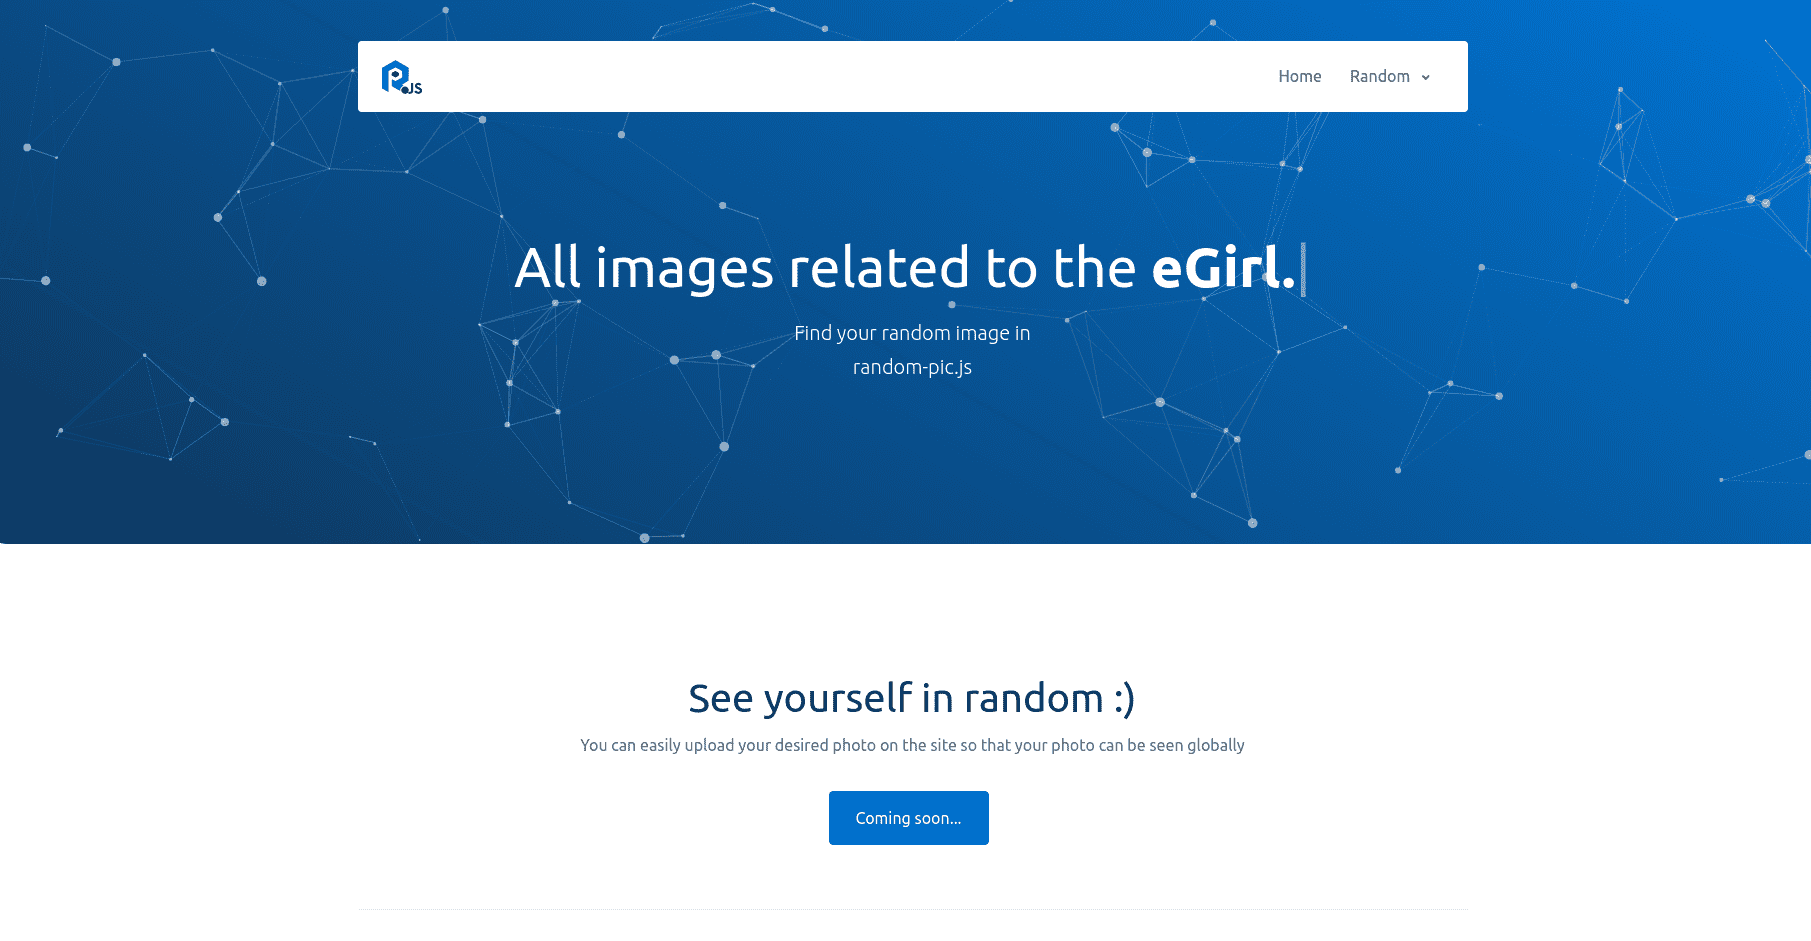 JS
Home
Random
All images related to the eGirl.
Find your random image in
random-pic.js
See yourself in random :)
You can easily upload your desired photo on the site so that your photo can be seen globally
Coming soon...